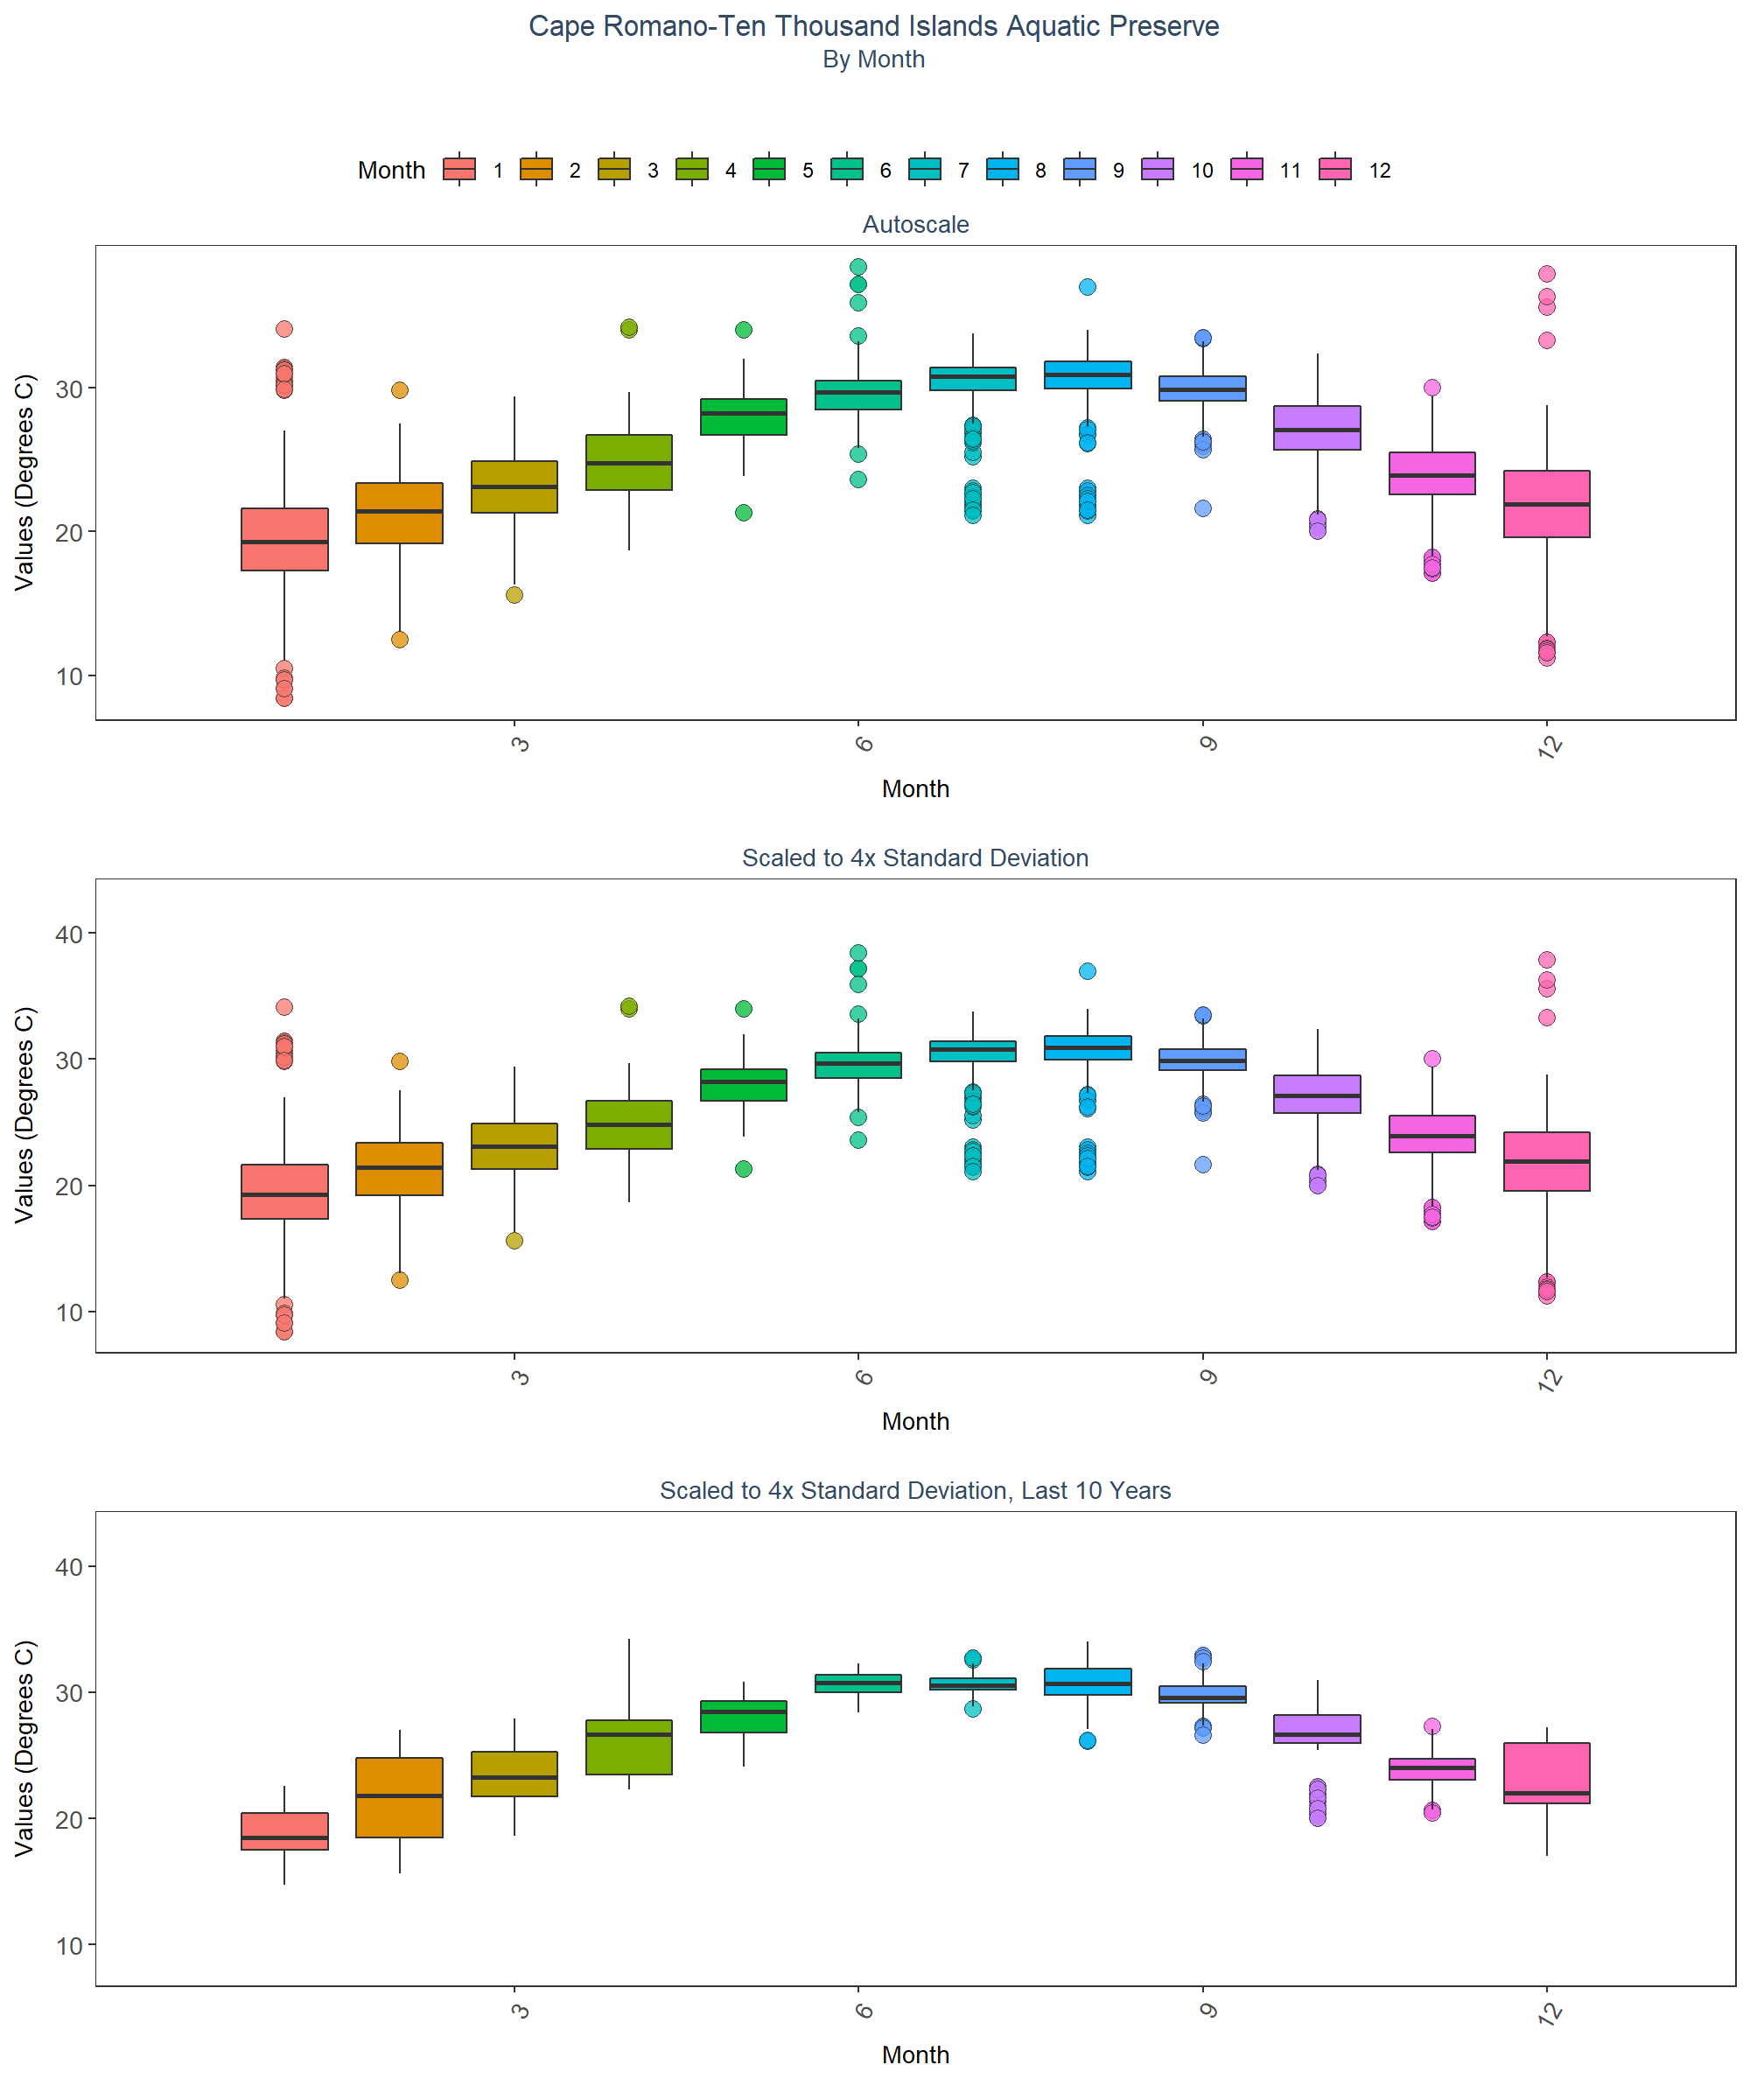 Cape Romano-Ten Thousand Islands Aquatic Preserve
By Month
Month 1 2 3 4 5 6 7 8 9 10 11 12
Autoscale
Values (Degrees C)
30
20
10
3 6 9 12
Month
Scaled to 4x Standard Deviation
Values (Degrees C)
40
30
20
10
3 6 9 12
Month
Scaled to 4x Standard Deviation, Last 10 Years
Values (Degrees C)
40
30
20
10
3 6 9 12
Month